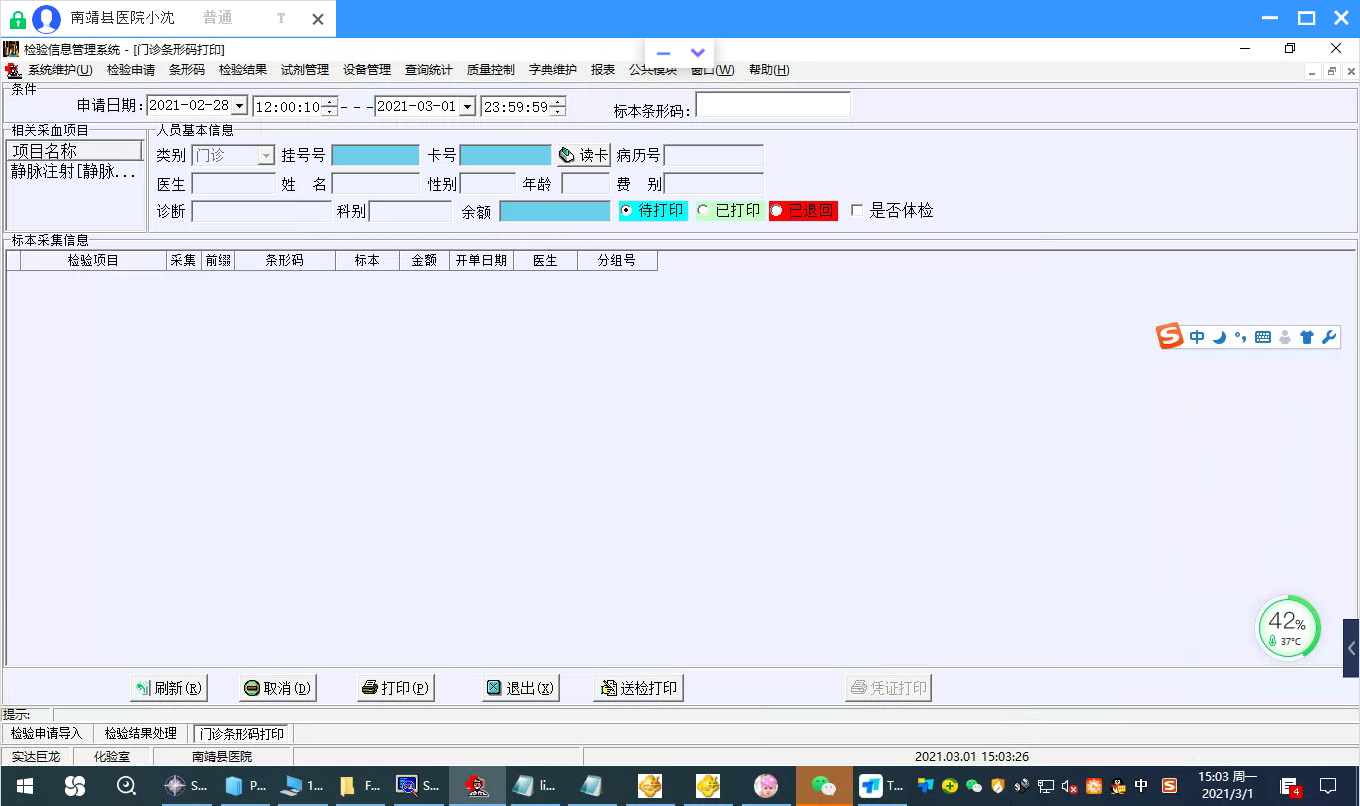 南靖县医院小沈 普通 T
检验信息管理系统 - [门诊条形码打印]
系统维护(U) 检验申请 条形码 检验结果 试剂管理 设备管理 查询统计 质量控制 字典维护 报表 公共模块 窗口(W) 帮助(H)
条件
申请日期: 2021-02-28 12:00:10 - - - 2021-03-01 23:59:59 标本条形码:
相关采血项目 人员基本信息
项目名称 类别 门诊 挂号号 卡号 读卡 病历号
静脉注射[静脉...
医生 姓 名 性别 年龄 费 别
诊断 科别 余额 待打印 已打印 已退回 是否体检
标本采集信息
检验项目 采集 前缀 条形码 标本 金额 开单日期 医生 分组号
中
42%
37°C
刷新(R) 取消(D) 打印(P) 退出(X) 送检打印 凭证打印
提示:
检验申请导入 检验结果处理 门诊条形码打印
实达巨龙 化验室 南靖县医院 2021.03.01 15:03:26
S... P... 1... F... S... li... T... 中 15:03 周一
2021/3/1 4